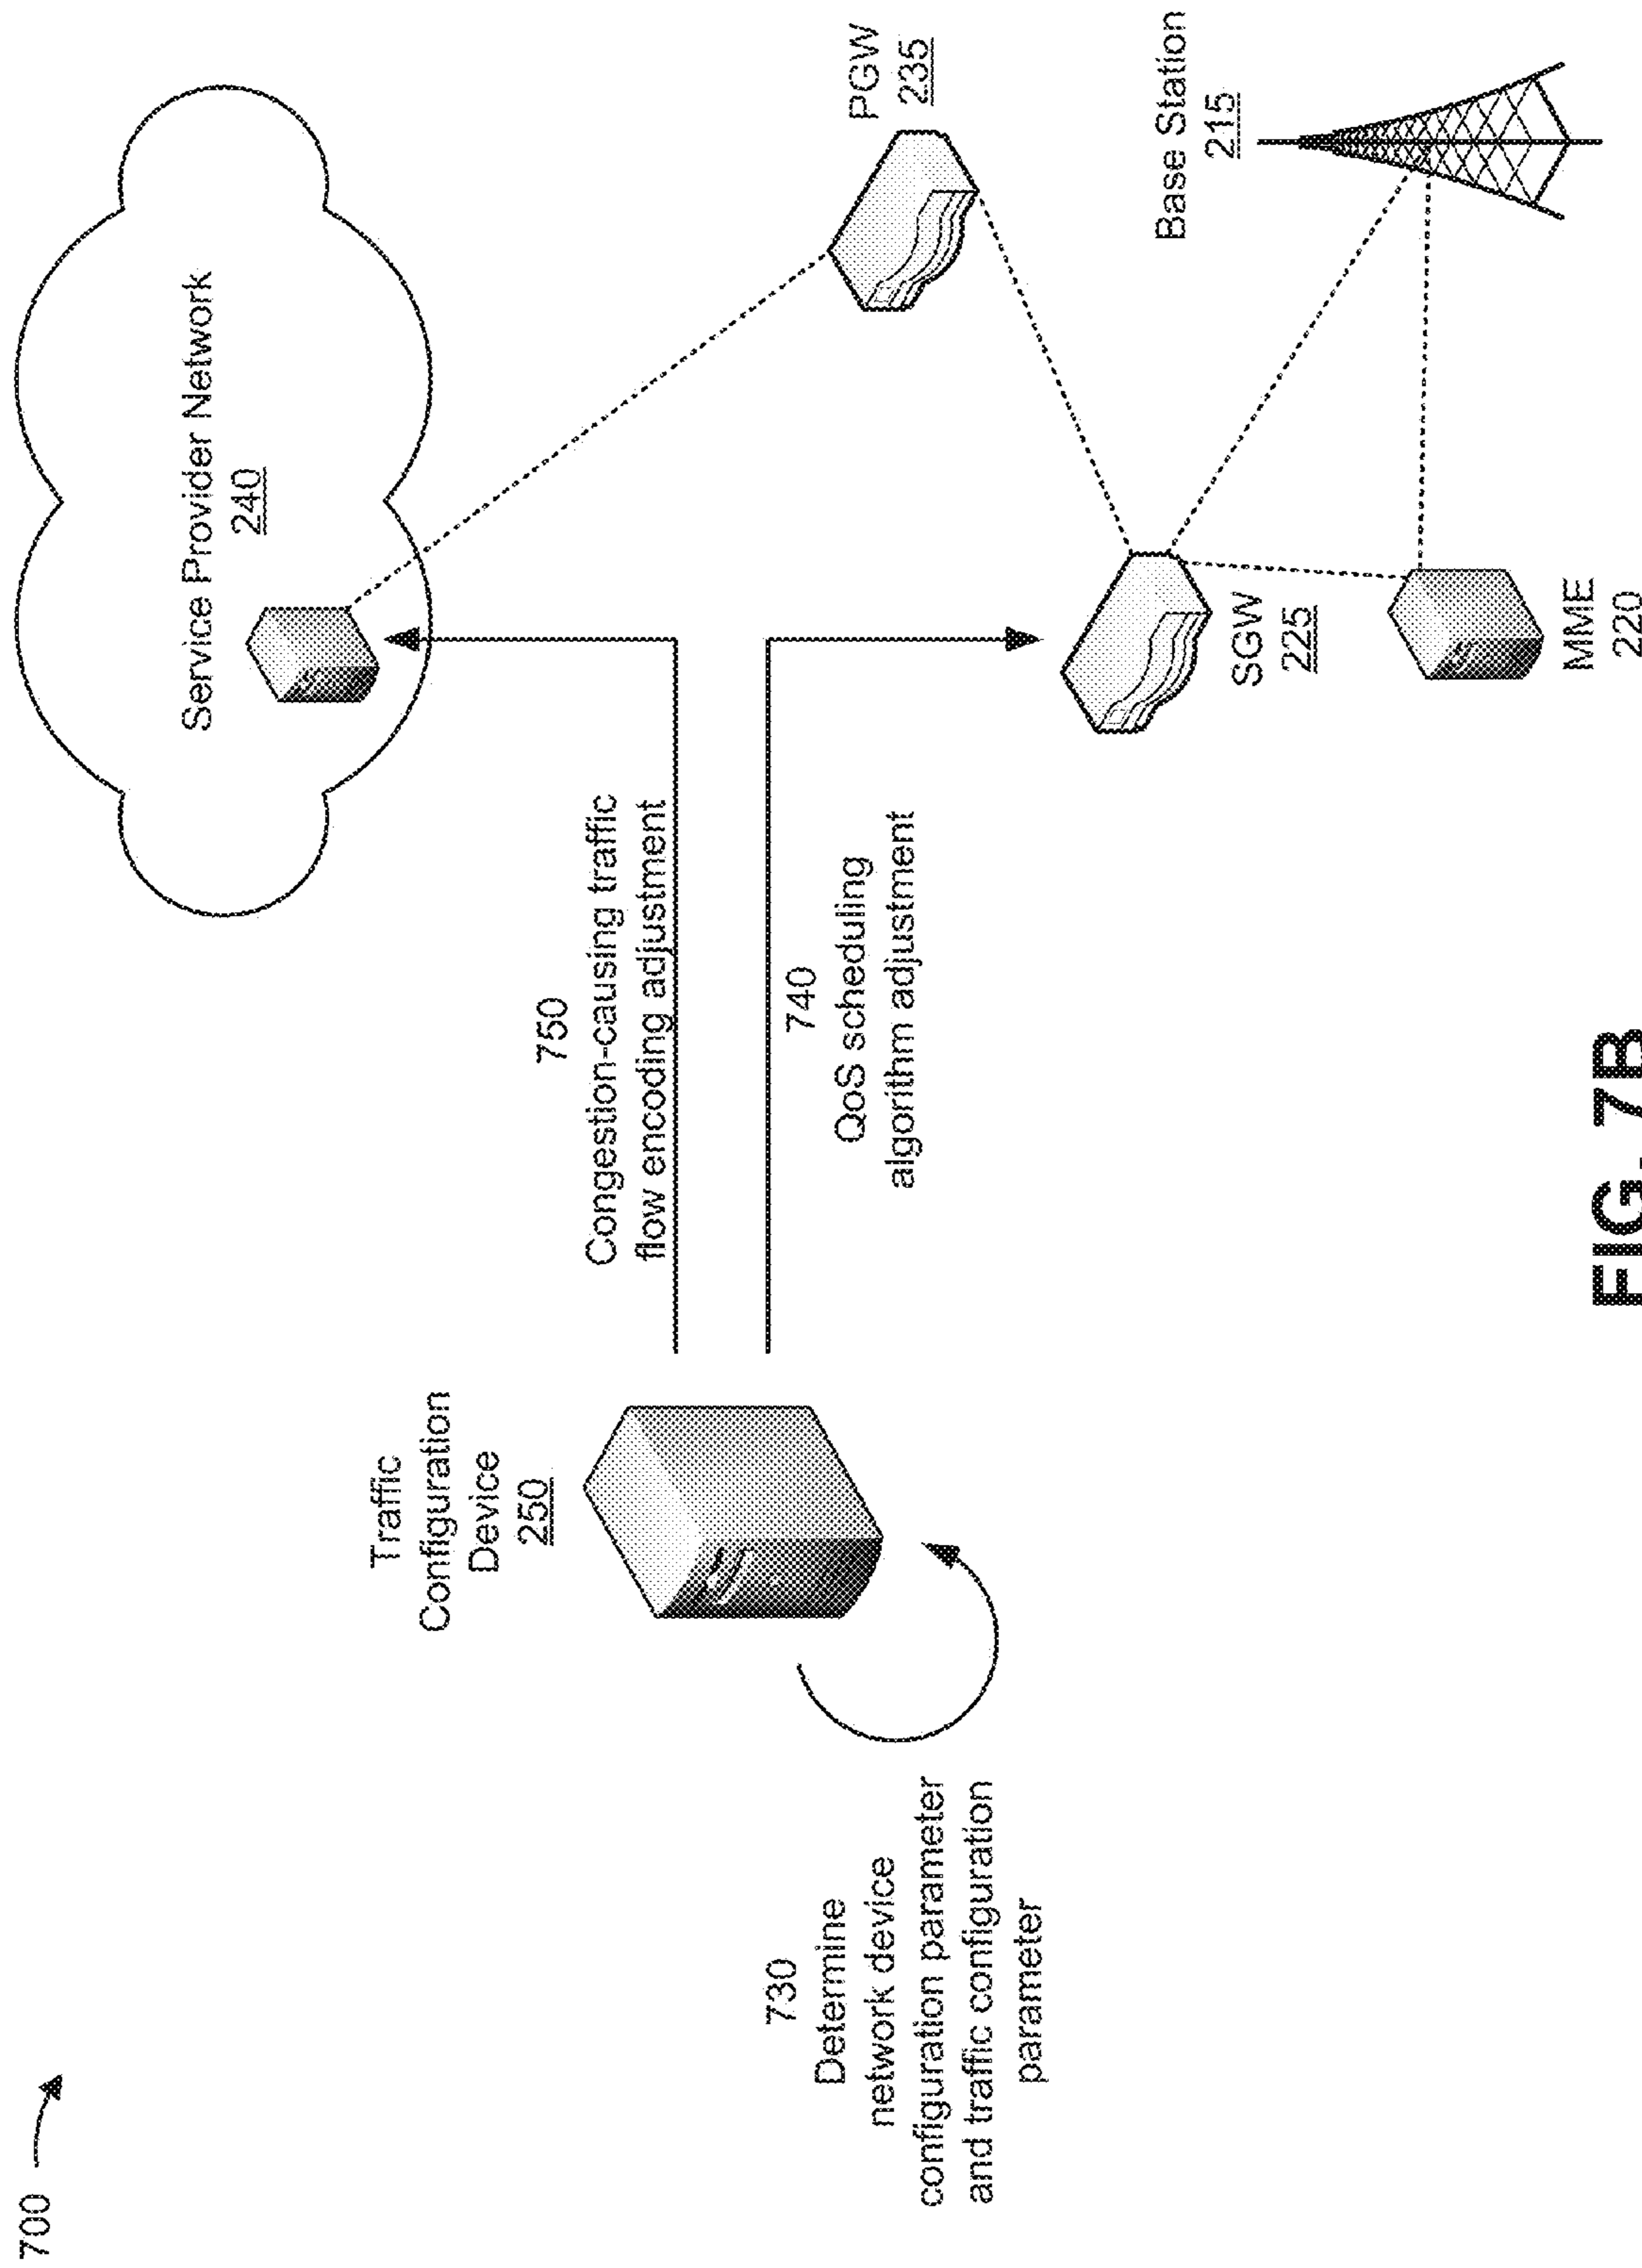 700
730
Determine
network device
configuration parameter
and traffic configuration
parameter
Traffic
Configuration
Device
250
750
Congestion-causing traffic
flow encoding adjustment
740
QoS scheduling
algorithm adjustment
Service Provider Network
240
PGW
235
SGW
225
MME
220
Base Station
215
FIG. 7B